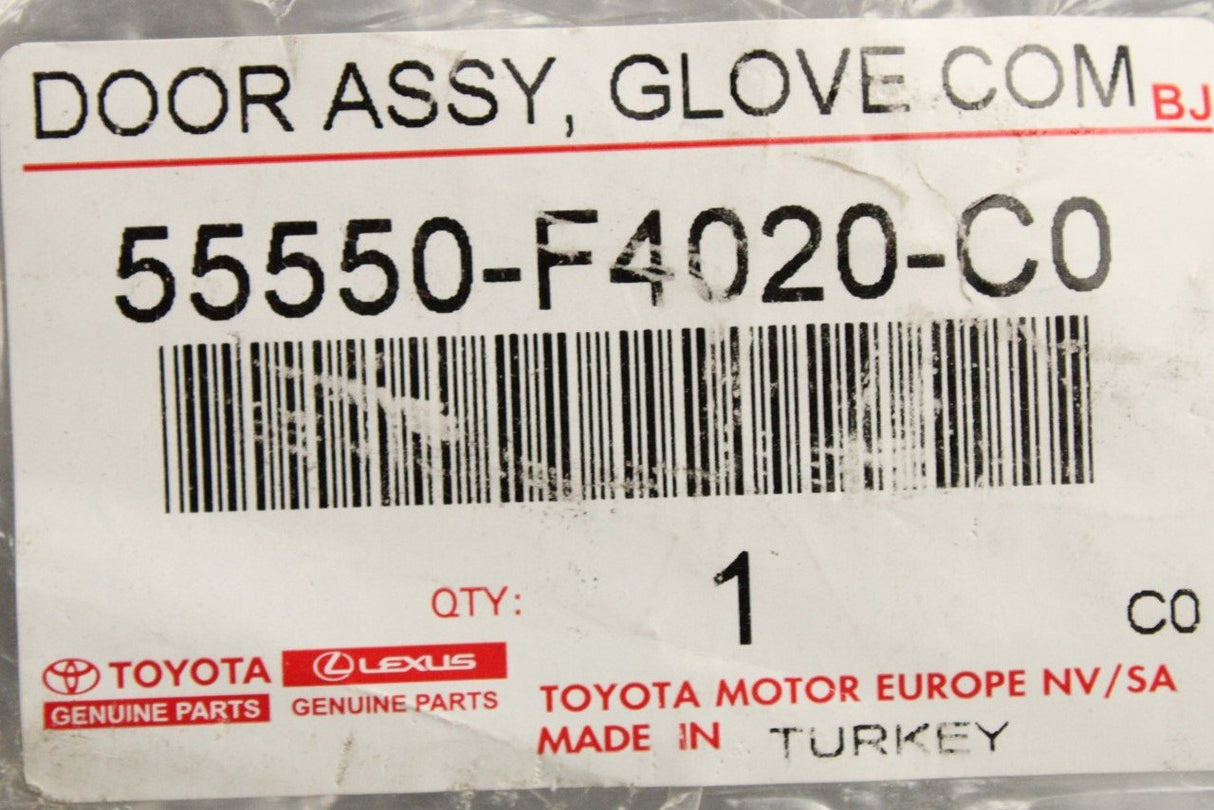 DOOR ASSY, GLOVE COM BJ
55550-F4020-C0
QTY: 1 C0
TOYOTA LEXUS
GENUINE PARTS GENUINE PARTS
TOYOTA MOTOR EUROPE NV/SA
MADE IN TURKEY